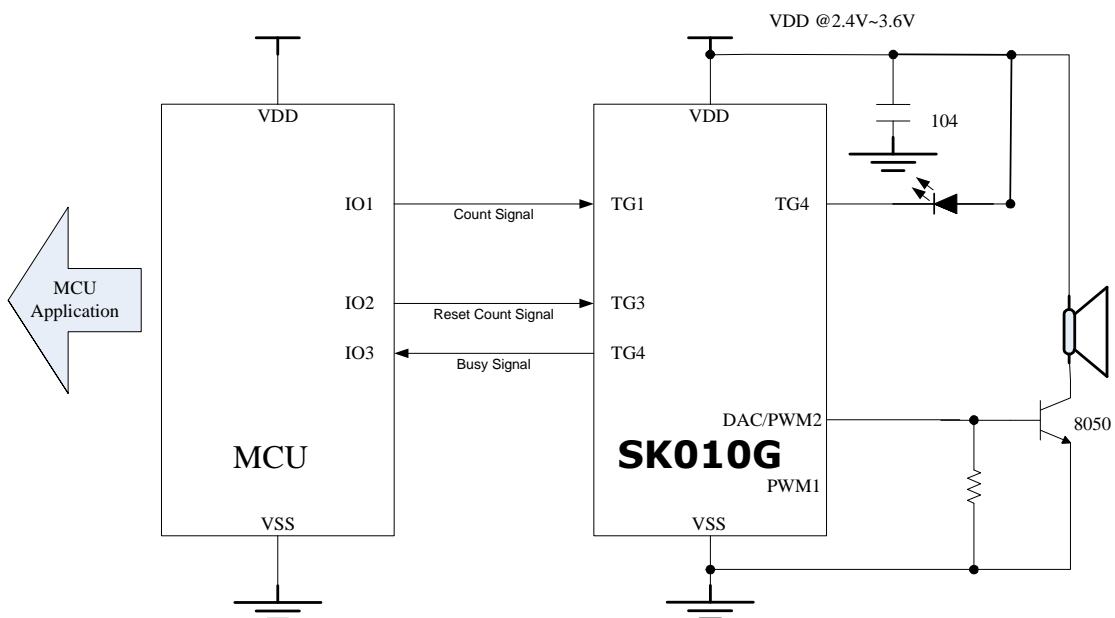 VDD @2.4V~3.6V
VDD
VDD
104
IO1
Count Signal
TG1
TG4
MCU
Application
IO2
Reset Count Signal
TG3
IO3
Busy Signal
TG4
DAC/PWM2
8050
MCU
SK010G
PWM1
VSS
VSS